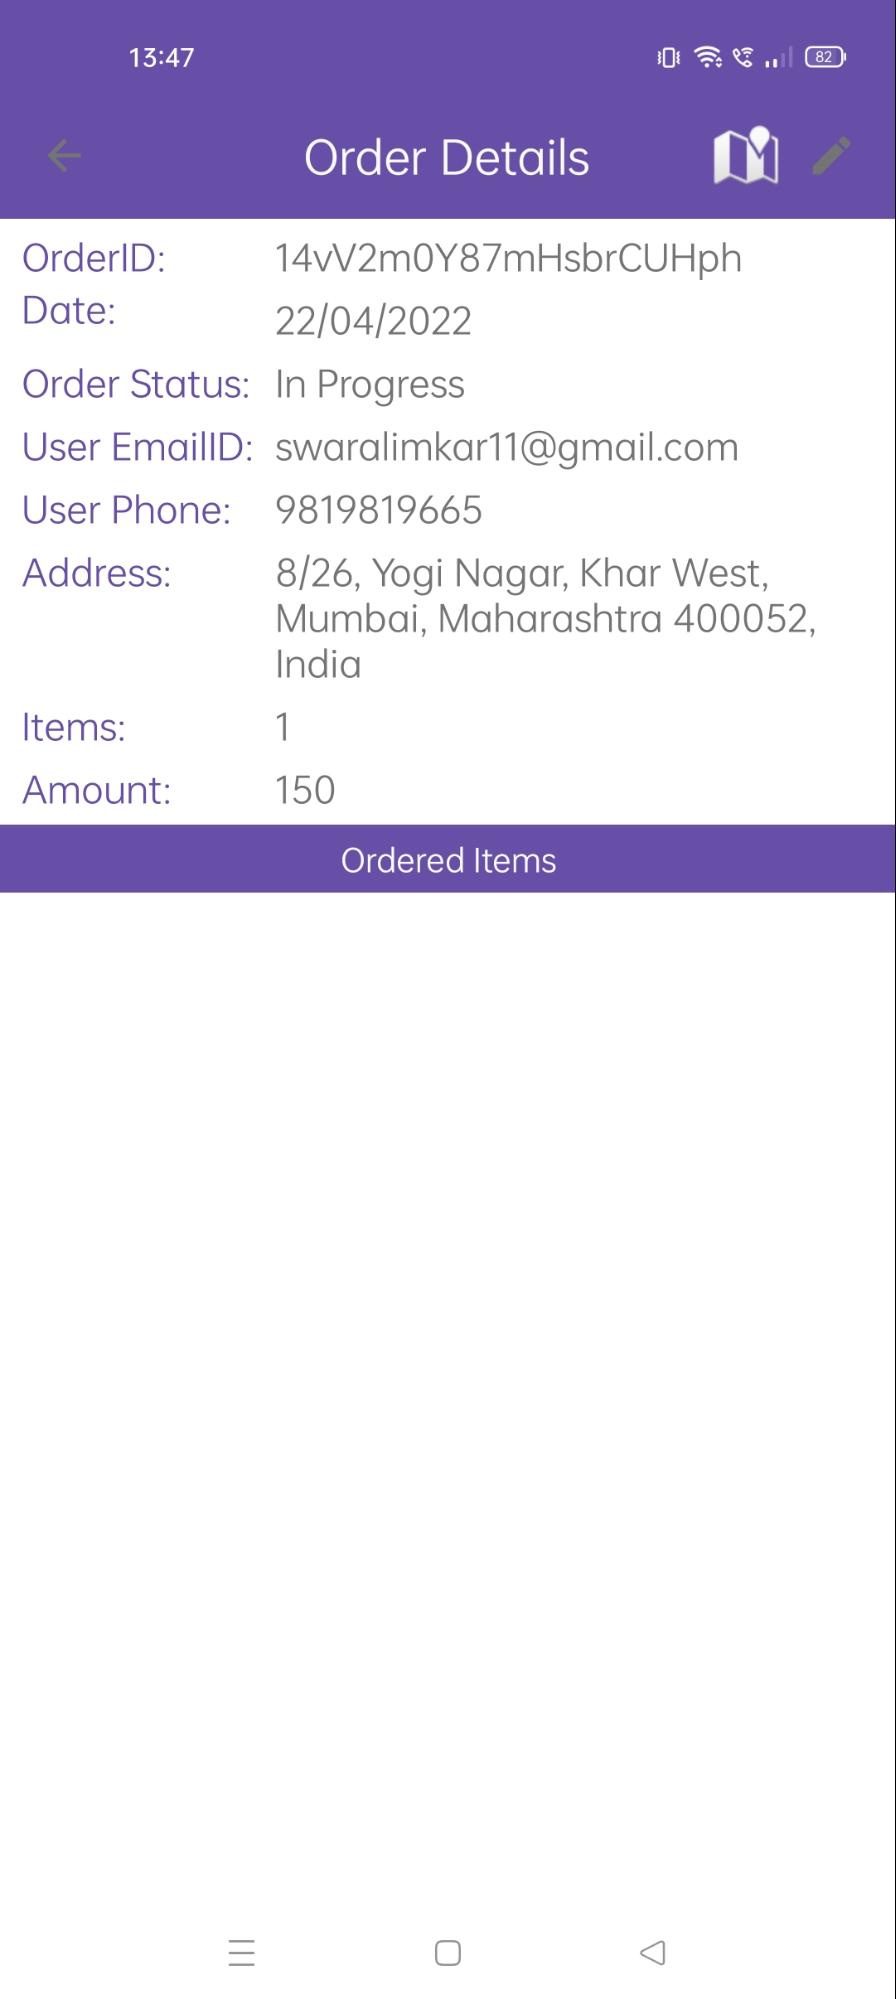 13:47
82
Order Details
OrderID: 14vV2m0Y87mHsbrCUHph
Date: 22/04/2022
Order Status: In Progress
User EmailID: swaralimkar11@gmail.com
User Phone: 9819819665
Address: 8/26, Yogi Nagar, Khar West,
Mumbai, Maharashtra 400052,
India
Items: 1
Amount: 150
Ordered Items